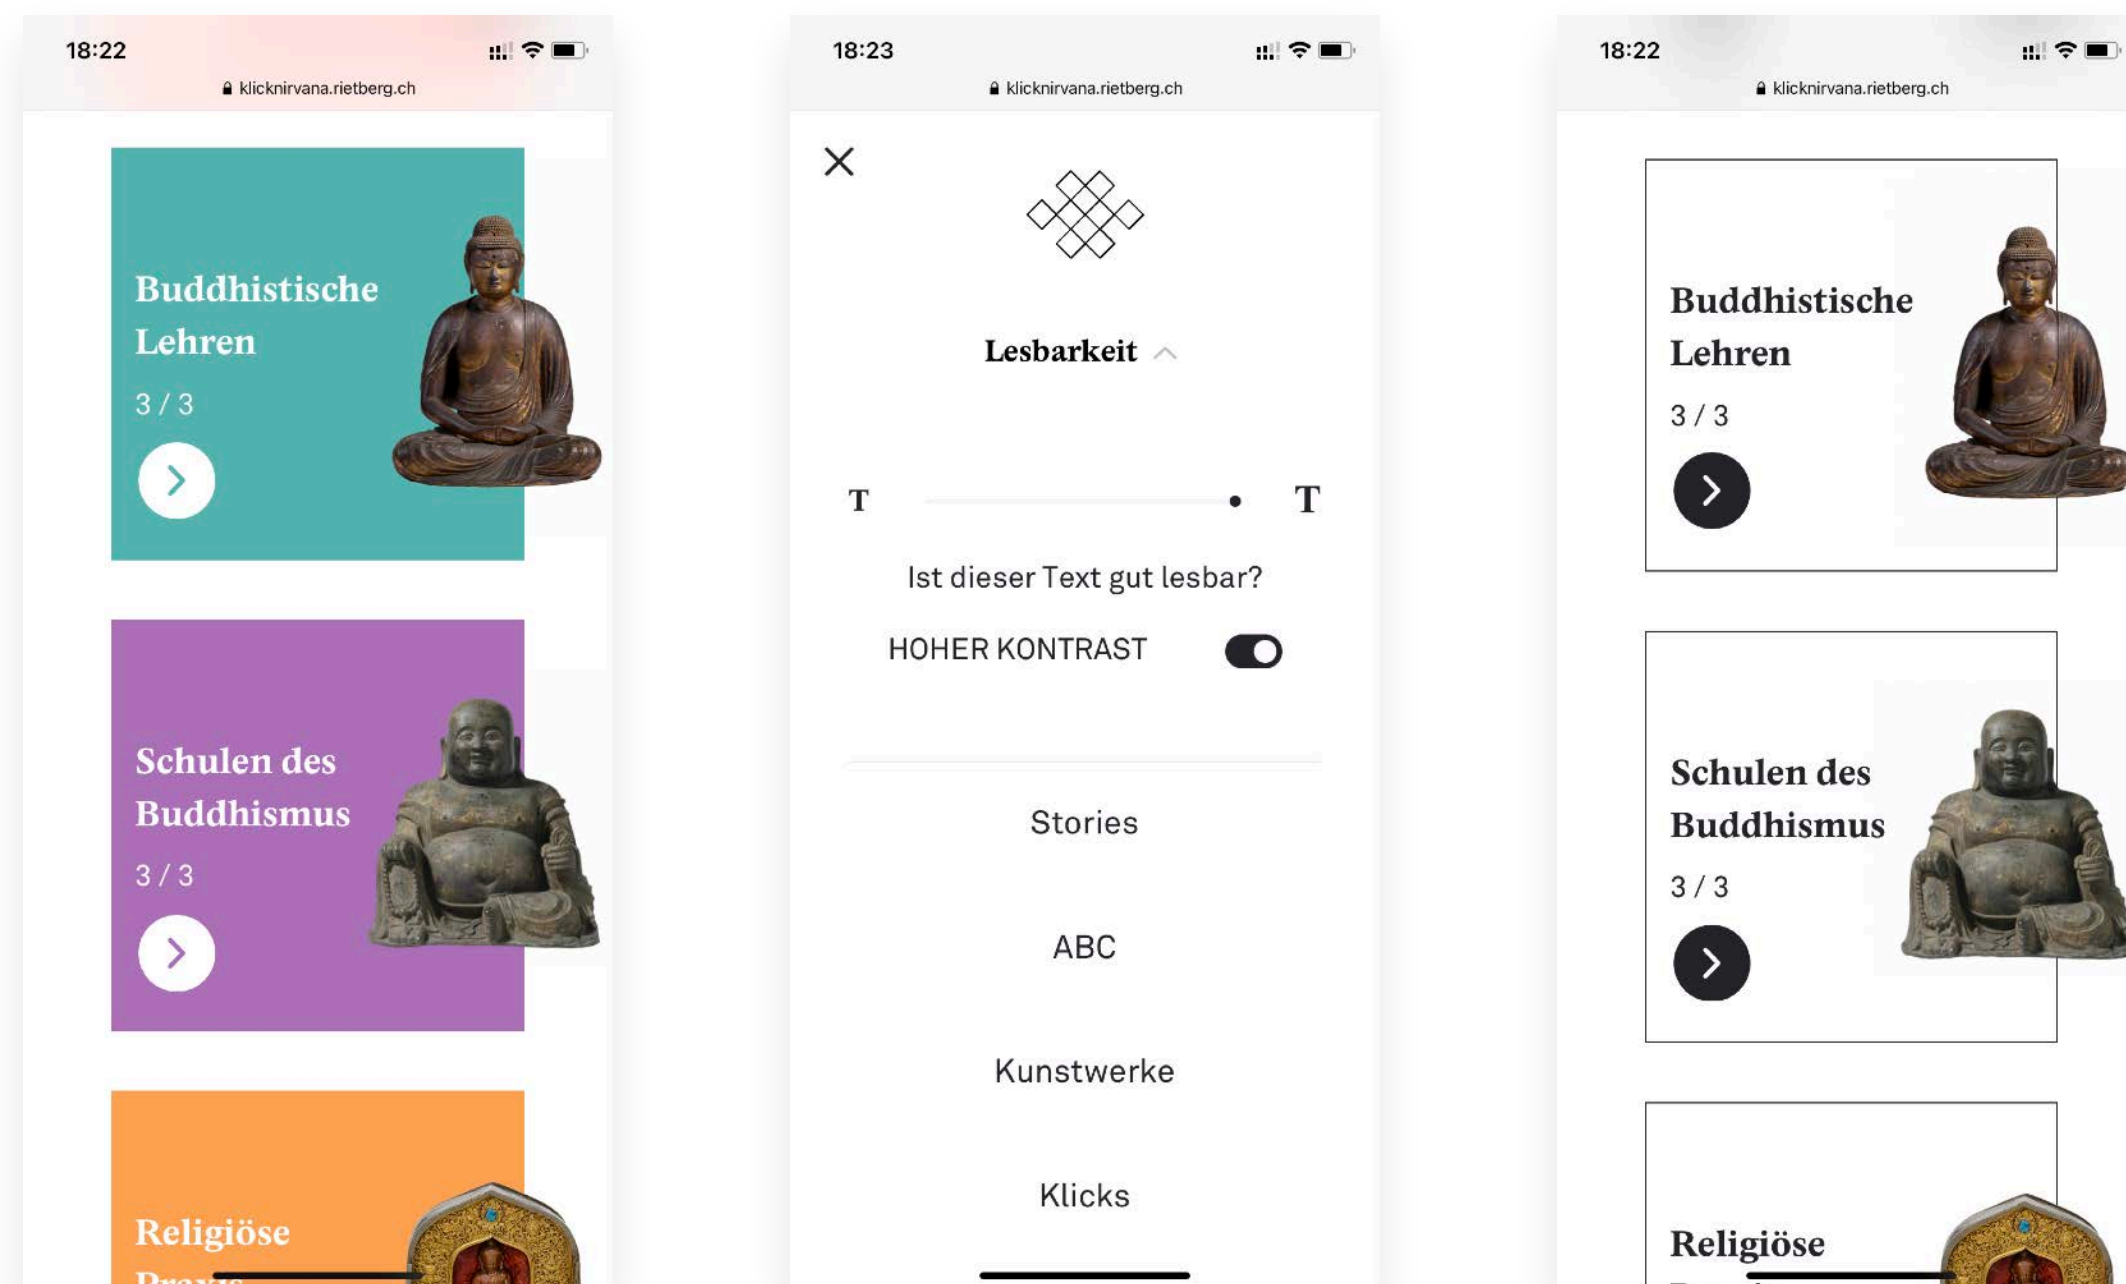 18:22
klicknirvana.rietberg.ch
Buddhistische
Lehren
3 / 3
Schulen des
Buddhismus
3 / 3
Religiöse
Praxis
18:23
klicknirvana.rietberg.ch
Lesbarkeit
T T
Ist dieser Text gut lesbar?
HOHER KONTRAST
Stories
ABC
Kunstwerke
Klicks
18:22
klicknirvana.rietberg.ch
Buddhistische
Lehren
3 / 3
Schulen des
Buddhismus
3 / 3
Religiöse